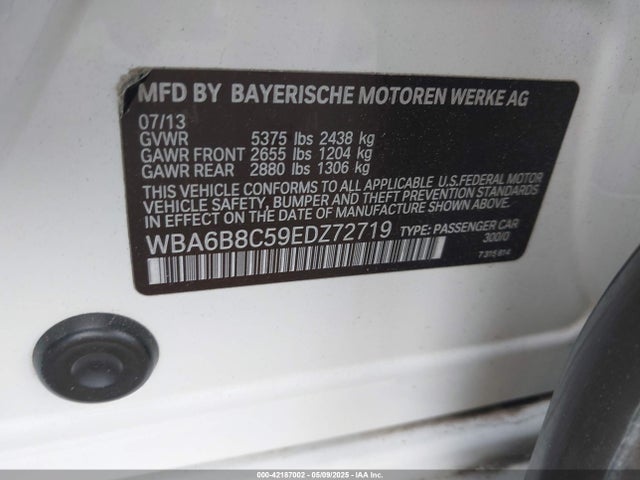 MFD BY BAYERISCHE MOTOREN WERKE AG
07/13
GVWR 5375 lbs 2438 kg
GAWR FRONT 2655 lbs 1204 kg
GAWR REAR 2880 lbs 1306 kg
THIS VEHICLE CONFORMS TO ALL APPLICABLE U.S.FEDERAL MOTOR
VEHICLE SAFETY, BUMPER AND THEFT PREVENTION STANDARDS
IN EFFECT ON THE DATE OF MANUFACTURE SHOWN ABOVE.
WBA6B8C59EDZ72719 TYPE: PASSENGER CAR
300/0
7 315 614
000-42187002 — 05/09/2025 — IAA Inc.